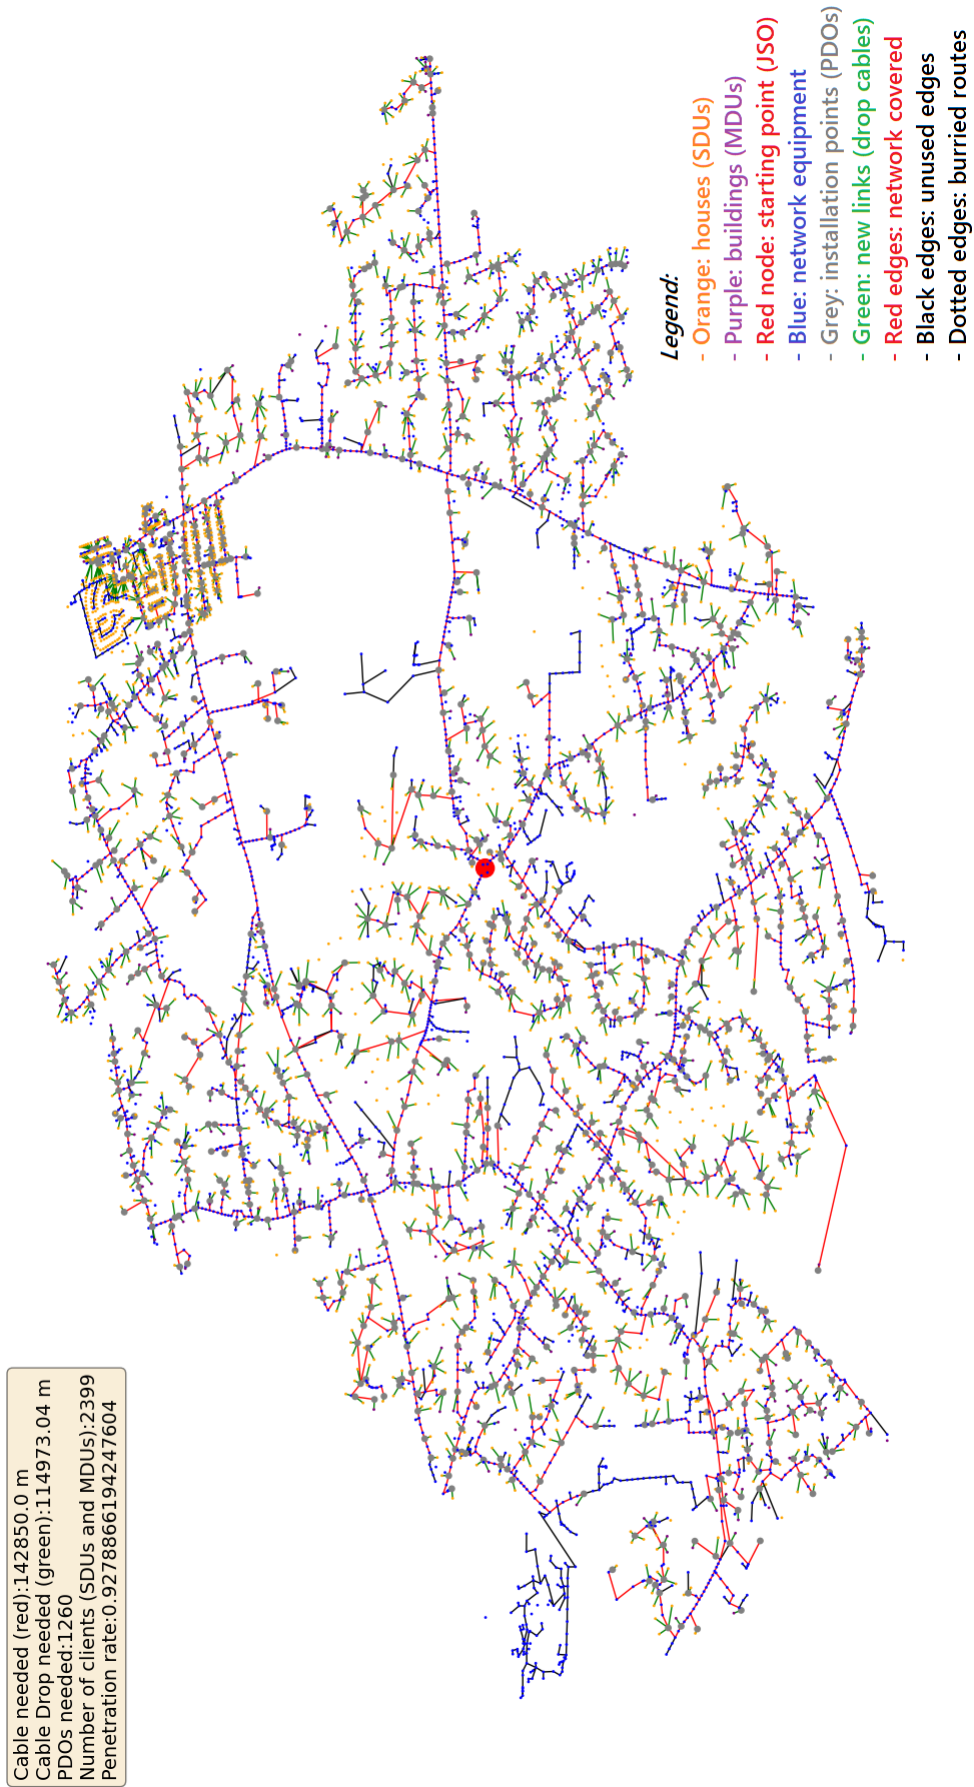 Cable needed (red):142850.0 m
Cable Drop needed (green):114973.04 m
PDOs needed:1260
Number of clients (SDUs and MDUs):2399
Penetration rate:0.9278866194247604
Legend:
- Orange: houses (SDUs)
- Purple: buildings (MDUs)
- Red node: starting point (JSO)
- Blue: network equipment
- Grey: installation points (PDOs)
- Green: new links (drop cables)
- Red edges: network covered
- Black edges: unused edges
- Dotted edges: burried routes